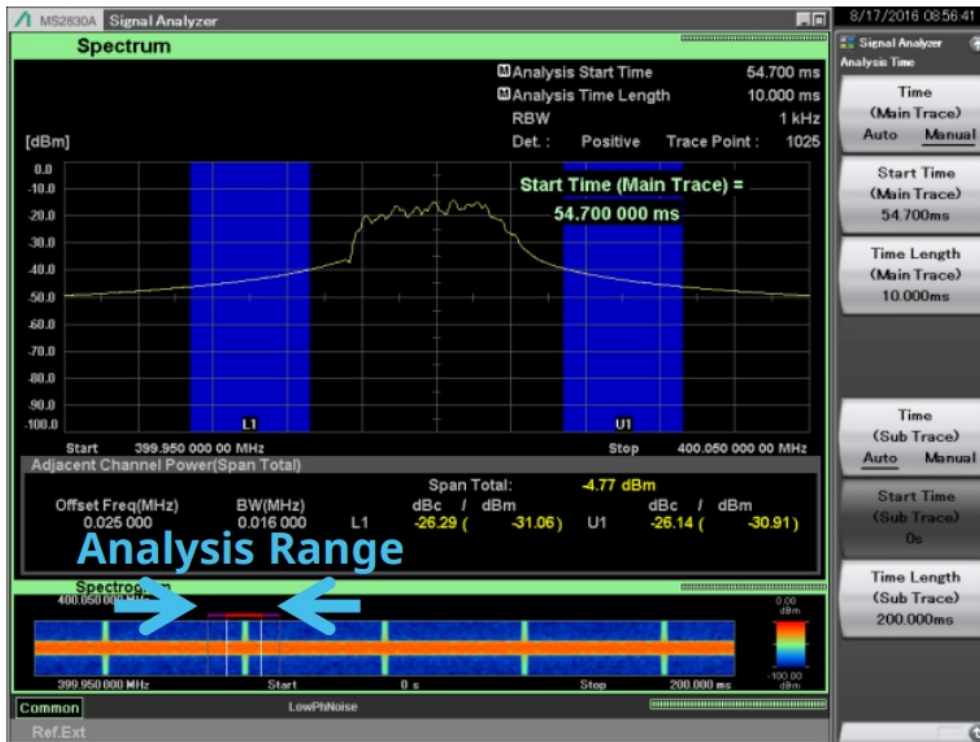 MS2830A Signal Analyzer
8/17/2016 08:56:41
Spectrum
Analysis Start Time 54.700 ms
Analysis Time Length 10.000 ms
RBW 1 kHz
Det. : Positive Trace Point : 1025
[dBm]
0.0
-10.0
-20.0
-30.0
-40.0
-50.0
-60.0
-70.0
-80.0
-90.0
-100.0
Start Time (Main Trace) =
54.700 000 ms
L1 U1
Start 399.950 000 00 MHz Stop 400.050 000 00 MHz
Adjacent Channel Power(Span Total)
Span Total: -4.77 dBm
Offset Freq(MHz) BW(MHz) dBc / dBm dBc / dBm
0.025 000 0.016 000 L1 -26.29 ( -31.06) U1 -26.14 ( -30.91)
Analysis Range
Spectrogram
400.050 000 MHz
0.00
dBm
-100.00
dBm
399.950 000 MHz Start 0 s Stop 200.000 ms
Common LowPhNoise
Ref.Ext
Signal Analyzer
Analysis Time
Time
(Main Trace)
Auto Manual
Start Time
(Main Trace)
54.700ms
Time Length
(Main Trace)
10.000ms
Time
(Sub Trace)
Auto Manual
Start Time
(Sub Trace)
0s
Time Length
(Sub Trace)
200.000ms